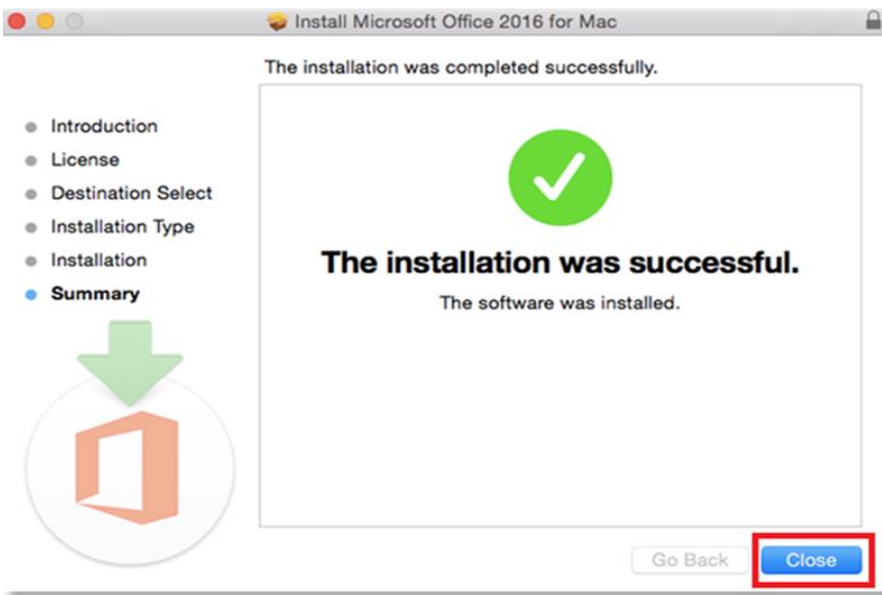 Install Microsoft Office 2016 for Mac
The installation was completed successfully.
Introduction
License
Destination Select
Installation Type
Installation
Summary
The installation was successful.
The software was installed.
Go Back
Close